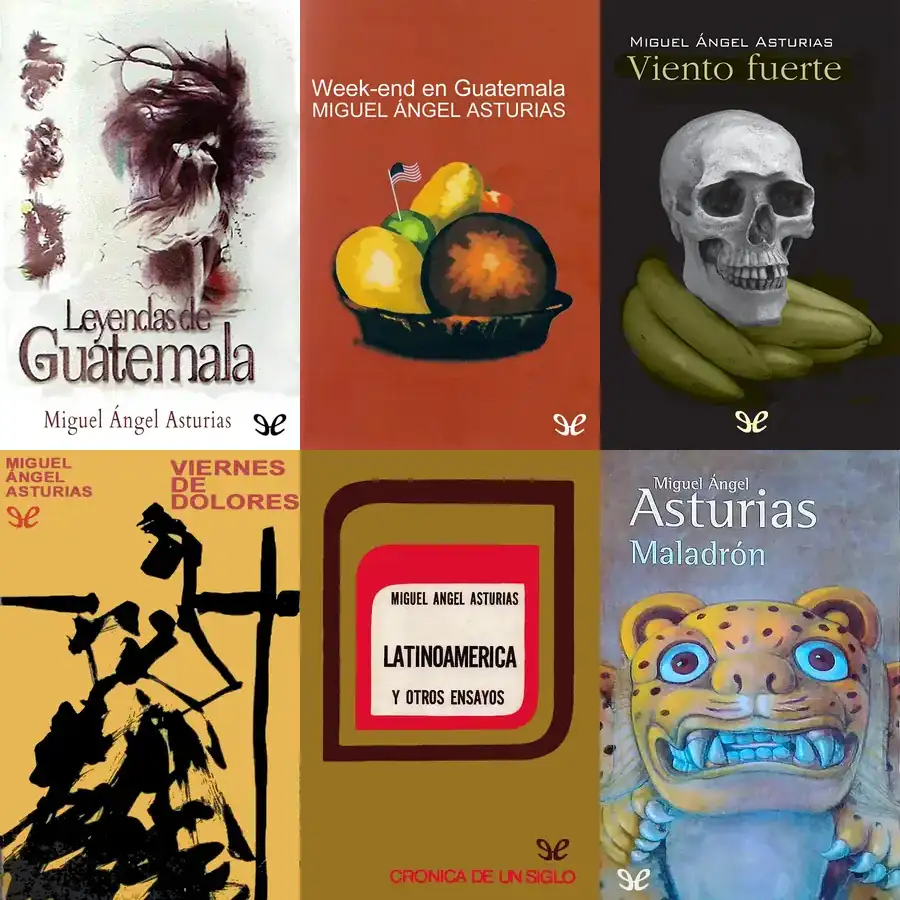 Leyendas de
Guatemala
Miguel Ángel Asturias
Week-end en Guatemala
MIGUEL ÁNGEL ASTURIAS
MIGUEL ÁNGEL ASTURIAS
Viento fuerte
MIGUEL
ÁNGEL
ASTURIAS
VIERNES
DE
DOLORES
MIGUEL ANGEL ASTURIAS
LATINOAMERICA
Y OTROS ENSAYOS
CRONICA DE UN SIGLO
Miguel Ángel
Asturias
Maladrón